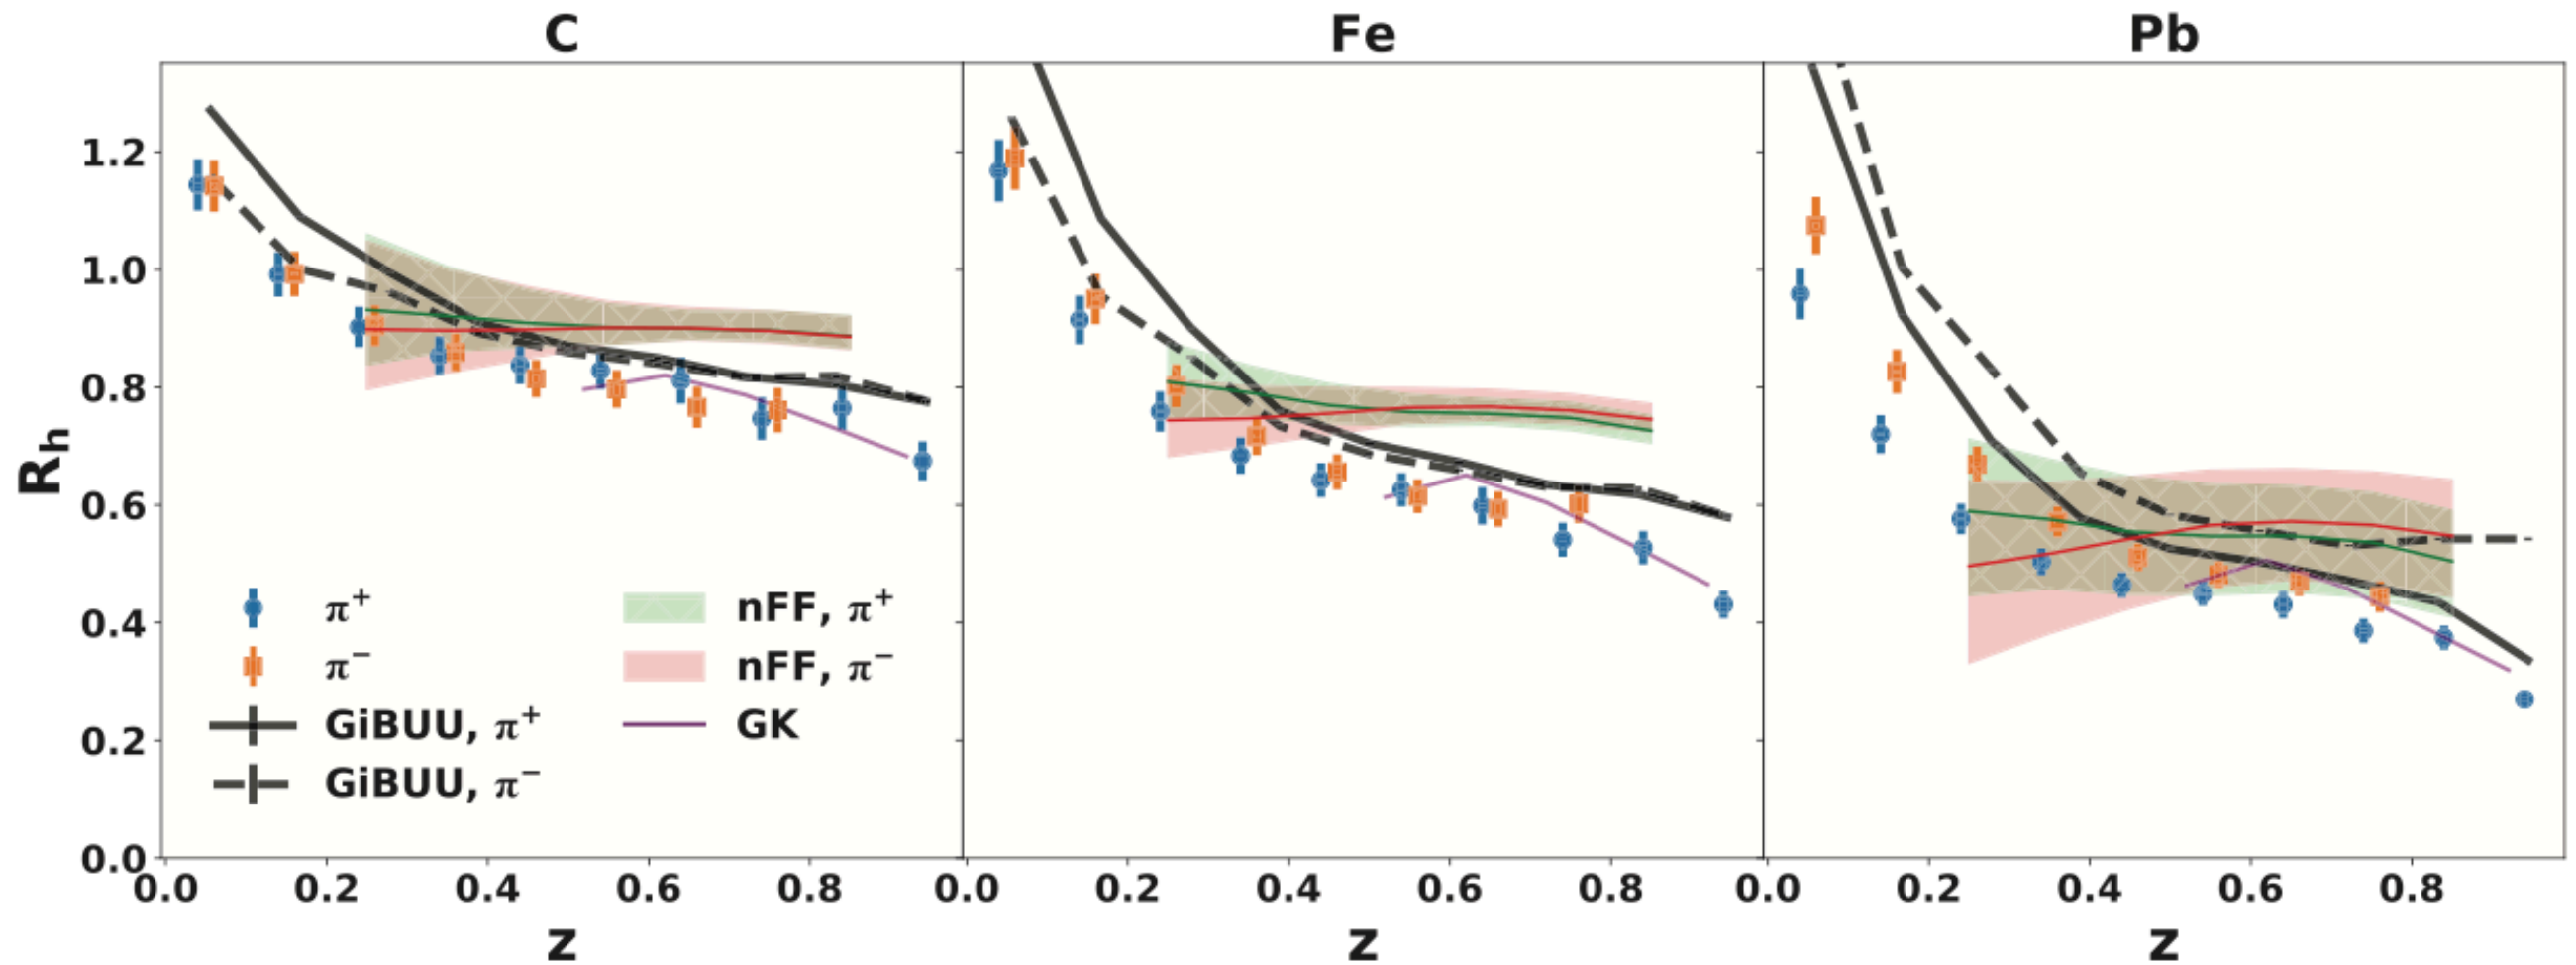 C Fe Pb
R_h
1.2
1.0
0.8
0.6
0.4
0.2
0.0
π⁺ nFF, π⁺
π⁻ nFF, π⁻
GiBUU, π⁺ GK
GiBUU, π⁻
0.0 0.2 0.4 0.6 0.8 0.0 0.2 0.4 0.6 0.8 0.0 0.2 0.4 0.6 0.8
z z z